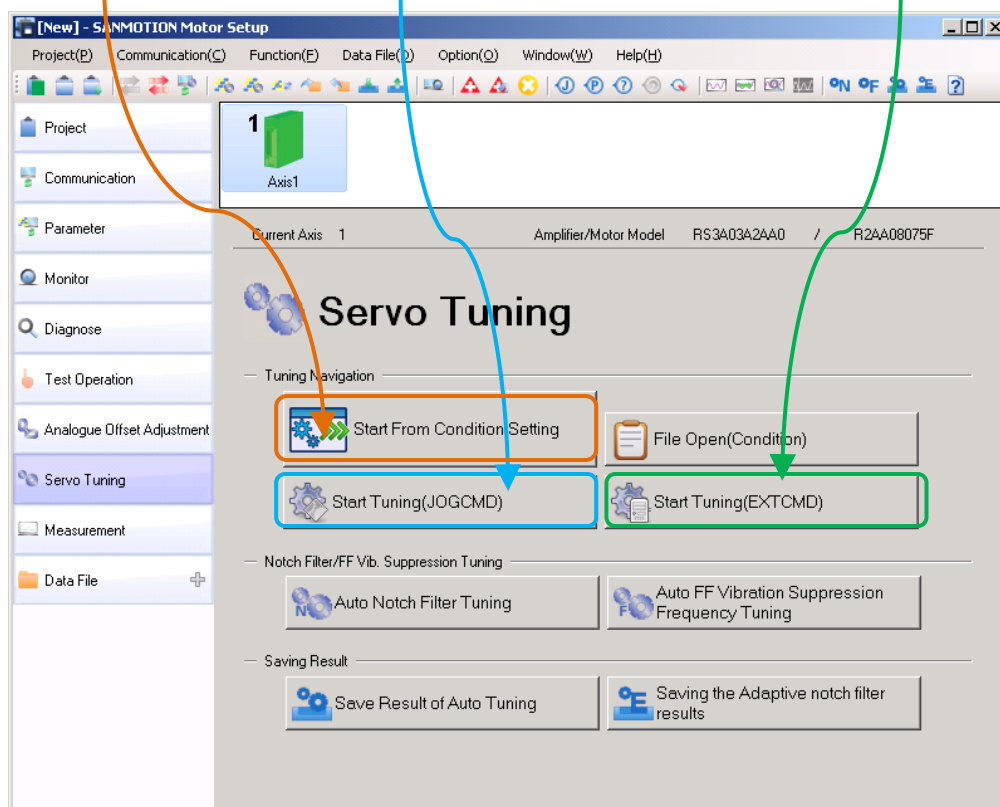 [New] - SANMOTION Motor Setup
Project(P) Communication(C) Function(F) Data File(D) Option(O) Window(W) Help(H)
Project
Communication
Parameter
Monitor
Diagnose
Test Operation
Analogue Offset Adjustment
Servo Tuning
Measurement
Data File
1
Axis1
Current Axis 1 Amplifier/Motor Model RS3A03A2AA0 / R2AA08075F
Servo Tuning
Tuning Navigation
Start From Condition Setting
File Open(Condition)
Start Tuning(JOGCMD)
Start Tuning(EXTCMD)
Notch Filter/FF Vib. Suppression Tuning
Auto Notch Filter Tuning
Auto FF Vibration Suppression
Frequency Tuning
Saving Result
Save Result of Auto Tuning
Saving the Adaptive notch filter
results